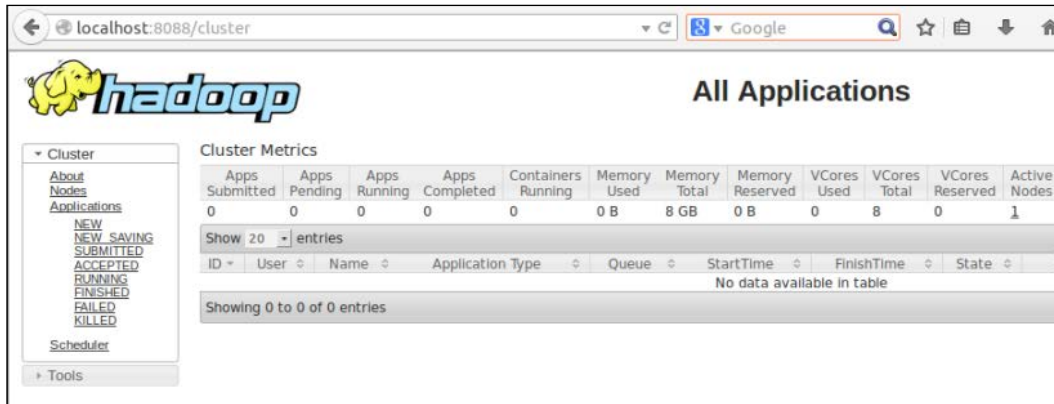 localhost:8088/cluster
Google
hadoop
All Applications
Cluster
About
Nodes
Applications
NEW
NEW_SAVING
SUBMITTED
ACCEPTED
RUNNING
FINISHED
FAILED
KILLED
Scheduler
Tools
Cluster Metrics
Apps Submitted Apps Pending Apps Running Apps Completed Containers Running Memory Used Memory Total Memory Reserved VCores Used VCores Total VCores Reserved Active Nodes
0 0 0 0 0 0 B 8 GB 0 B 0 8 0 1
Show 20 entries
ID User Name Application Type Queue StartTime FinishTime State
No data available in table
Showing 0 to 0 of 0 entries